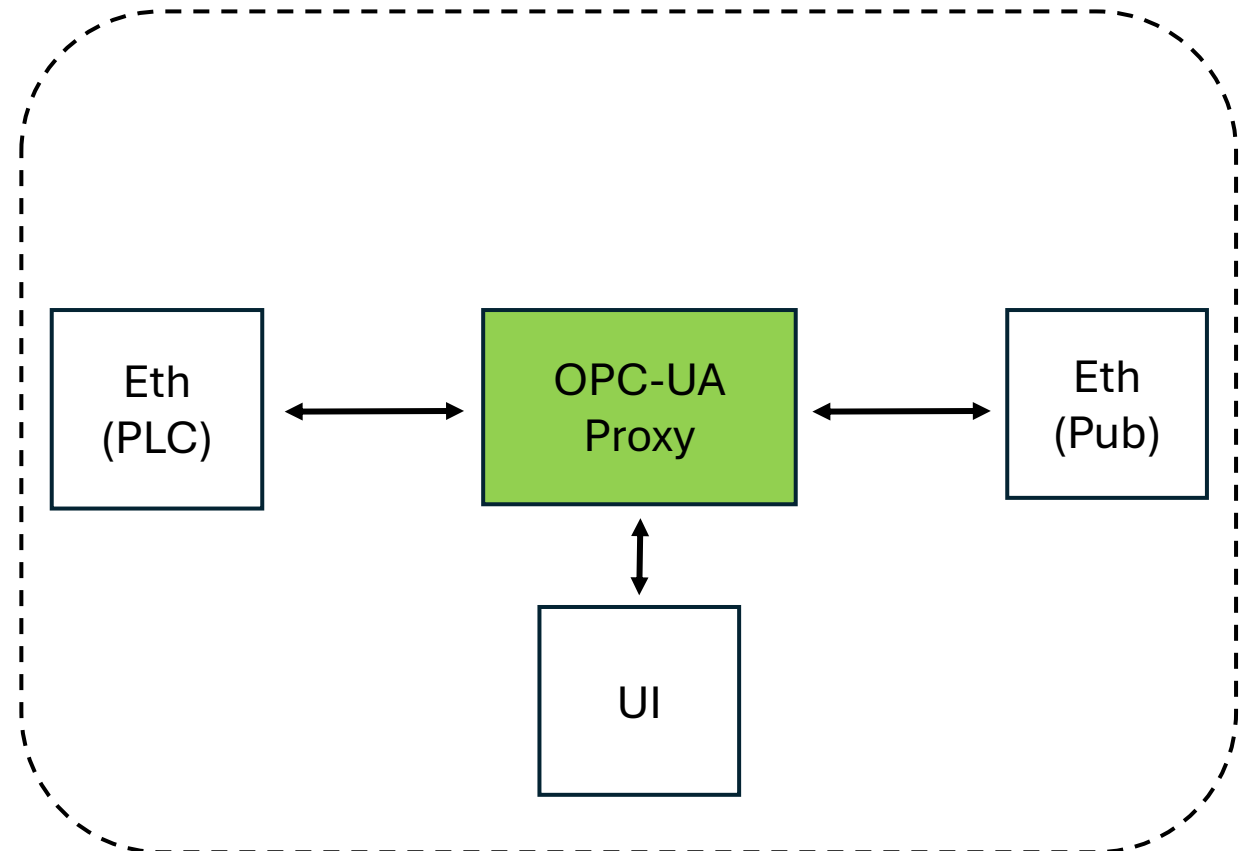 Eth
(PLC)
OPC-UA
Proxy
Eth
(Pub)
UI